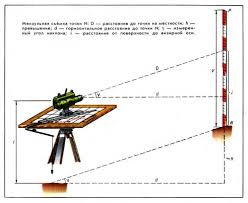 Мензульная съемка точки М: D — расстояние до точки на местности; h —
превышение; d — горизонтальное расстояние до точки М; i — измерен-
ный угол наклона; i — расстояние от поверхности до визирной оси.
D
i
D
h
d